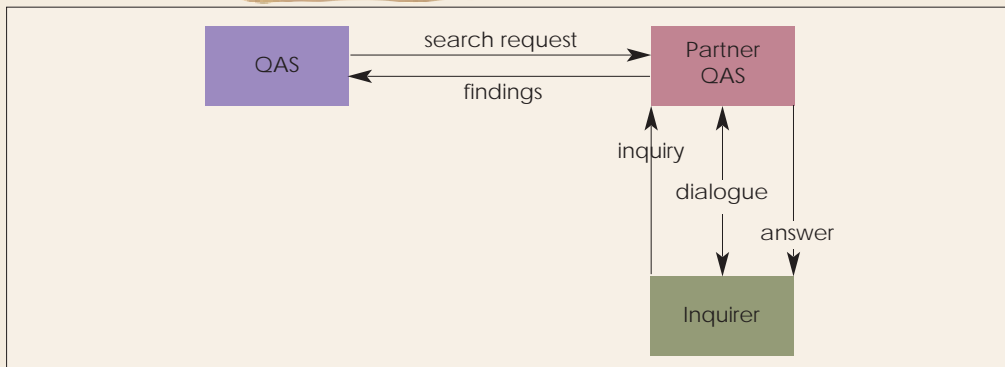 QAS
search request
findings
Partner
QAS
inquiry
dialogue
answer
Inquirer